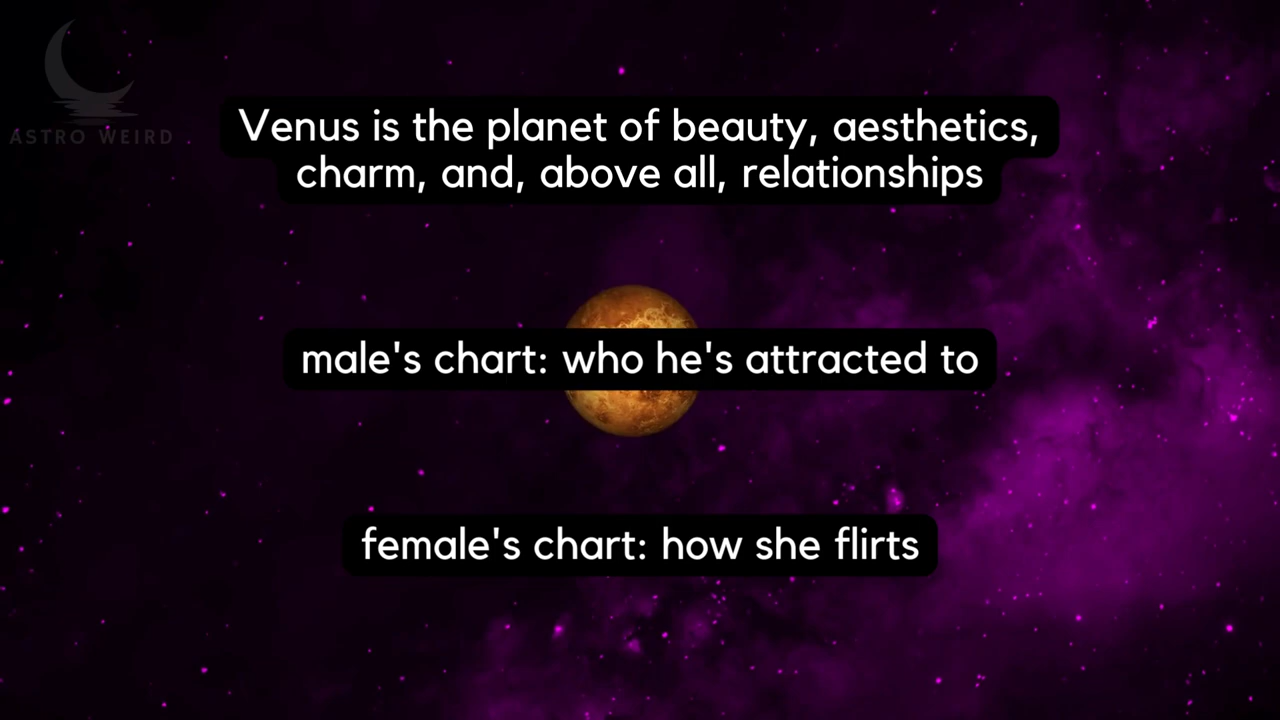 ASTRO WEIRD
Venus is the planet of beauty, aesthetics,
charm, and, above all, relationships
male's chart: who he's attracted to
female's chart: how she flirts